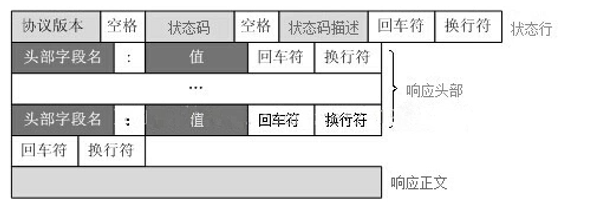 协议版本 空格 状态码 空格 状态码描述 回车符 换行符 状态行
头部字段名 : 值 回车符 换行符
...
响应头部
头部字段名 : 值 回车符 换行符
回车符 换行符
响应正文